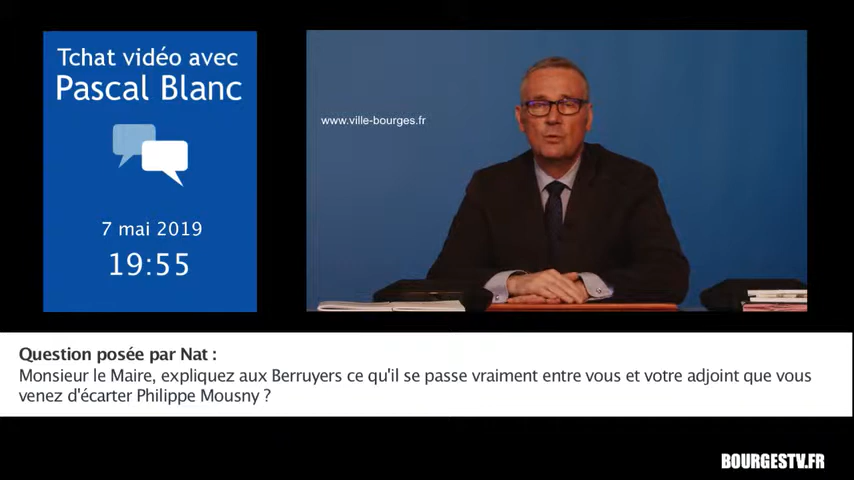 Tchat vidéo avec
Pascal Blanc
7 mai 2019
19:55
www.ville-bourges.fr
Question posée par Nat :
Monsieur le Maire, expliquez aux Berruyers ce qu'il se passe vraiment entre vous et votre adjoint que vous
venez d'écarter Philippe Mousny ?
BOURGESTV.FR